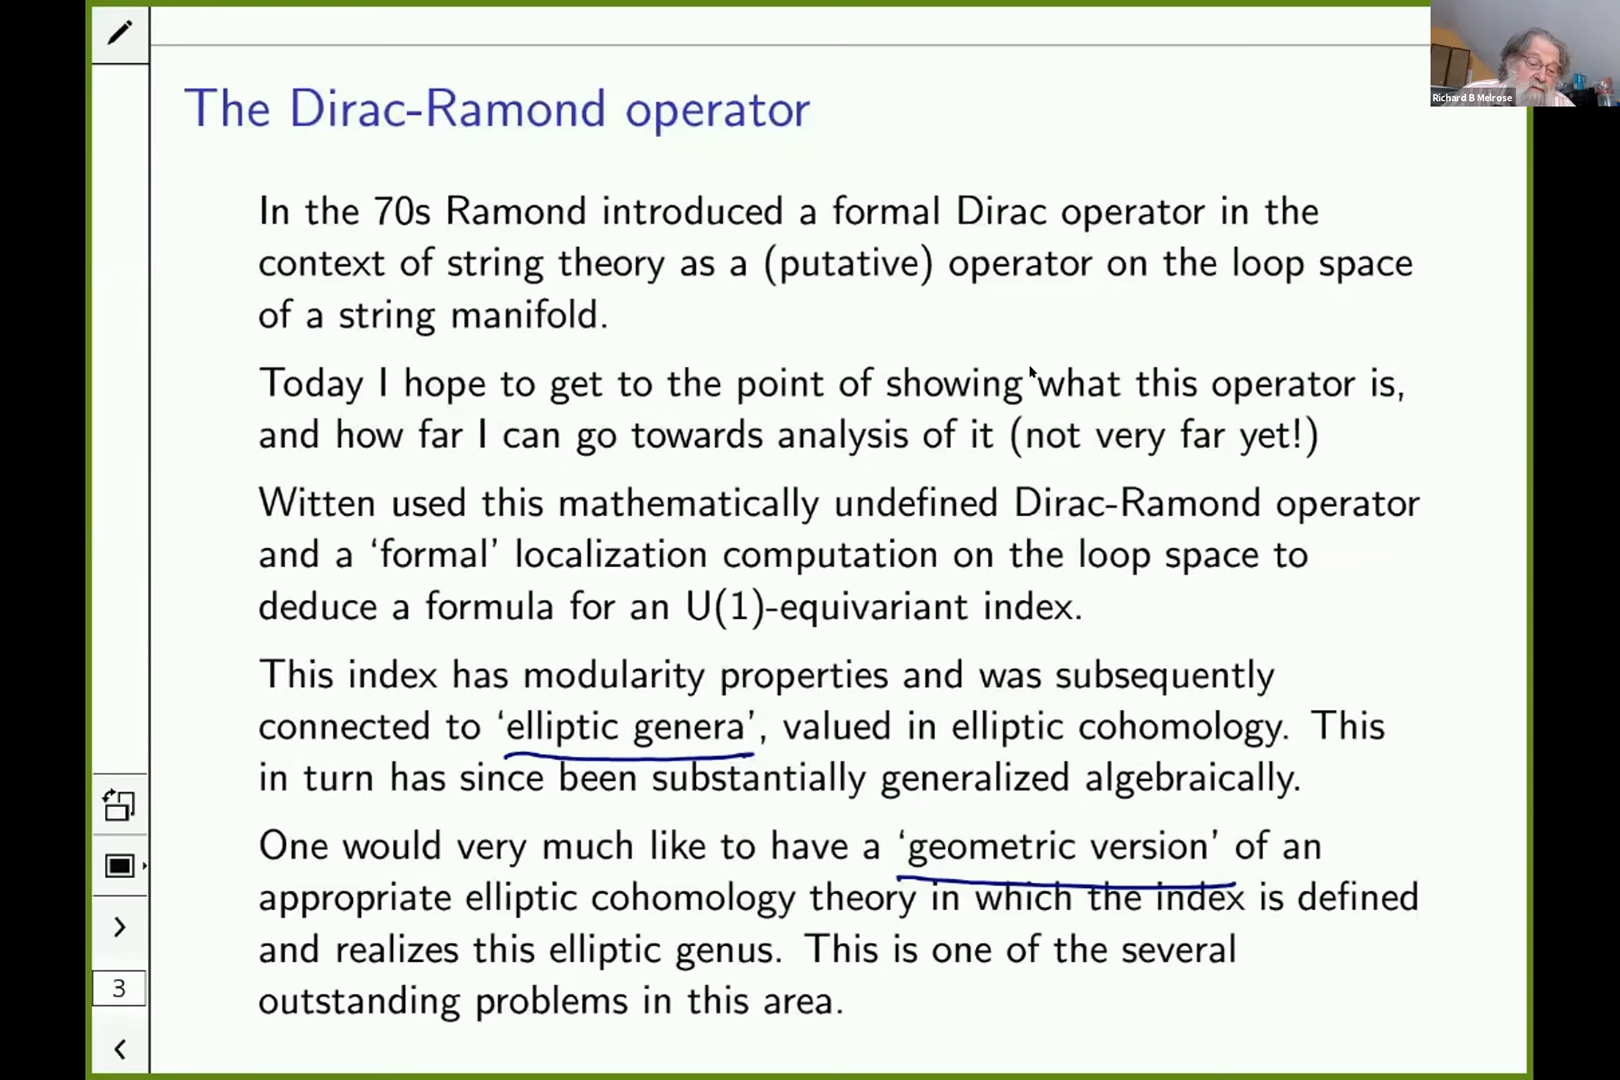 Richard B Melrose
The Dirac-Ramond operator
In the 70s Ramond introduced a formal Dirac operator in the
context of string theory as a (putative) operator on the loop space
of a string manifold.
Today I hope to get to the point of showing what this operator is,
and how far I can go towards analysis of it (not very far yet!)
Witten used this mathematically undefined Dirac-Ramond operator
and a ‘formal’ localization computation on the loop space to
deduce a formula for an U(1)-equivariant index.
This index has modularity properties and was subsequently
connected to ‘elliptic genera’, valued in elliptic cohomology. This
in turn has since been substantially generalized algebraically.
One would very much like to have a ‘geometric version’ of an
appropriate elliptic cohomology theory in which the index is defined
and realizes this elliptic genus. This is one of the several
outstanding problems in this area.
3